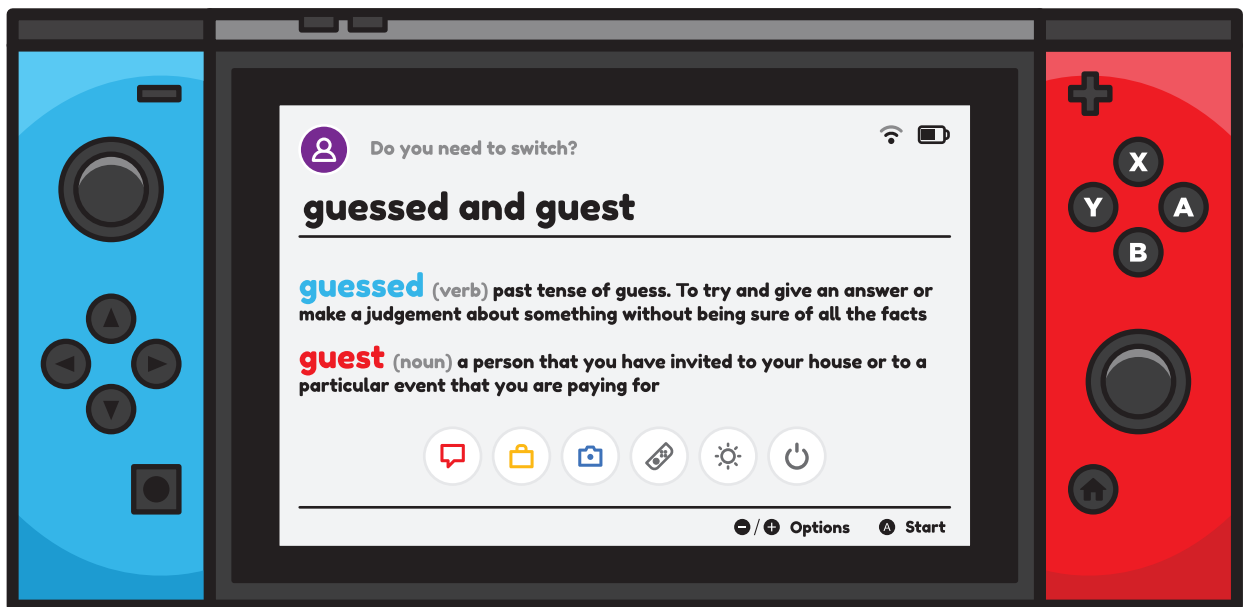 Do you need to switch?
guessed and guest
guessed (verb) past tense of guess. To try and give an answer or
make a judgement about something without being sure of all the facts
guest (noun) a person that you have invited to your house or to a
particular event that you are paying for
/ Options A Start
X
Y A
B